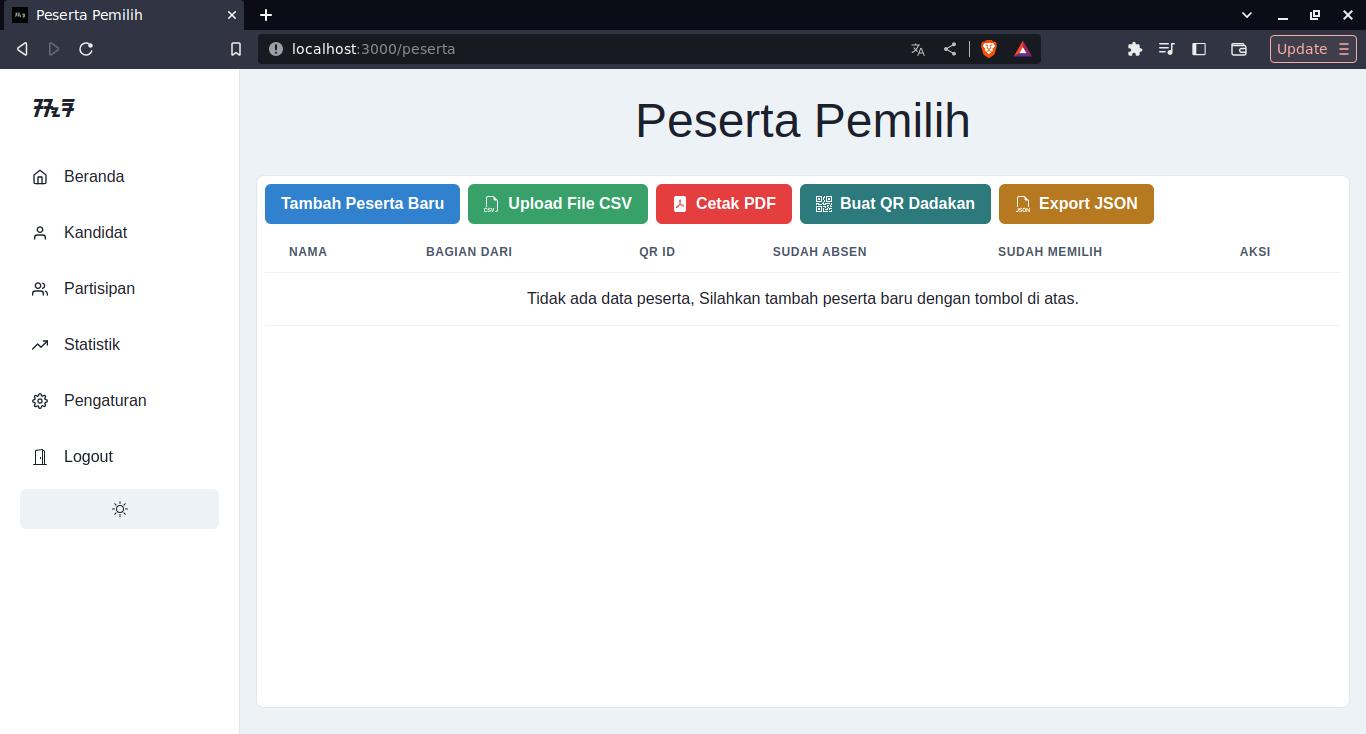 Peserta Pemilih
localhost:3000/peserta
Update
Beranda
Kandidat
Partisipan
Statistik
Pengaturan
Logout
Peserta Pemilih
Tambah Peserta Baru
CSV
Upload File CSV
Cetak PDF
Buat QR Dadakan
JSON
Export JSON
NAMA BAGIAN DARI QR ID SUDAH ABSEN SUDAH MEMILIH AKSI
Tidak ada data peserta, Silahkan tambah peserta baru dengan tombol di atas.